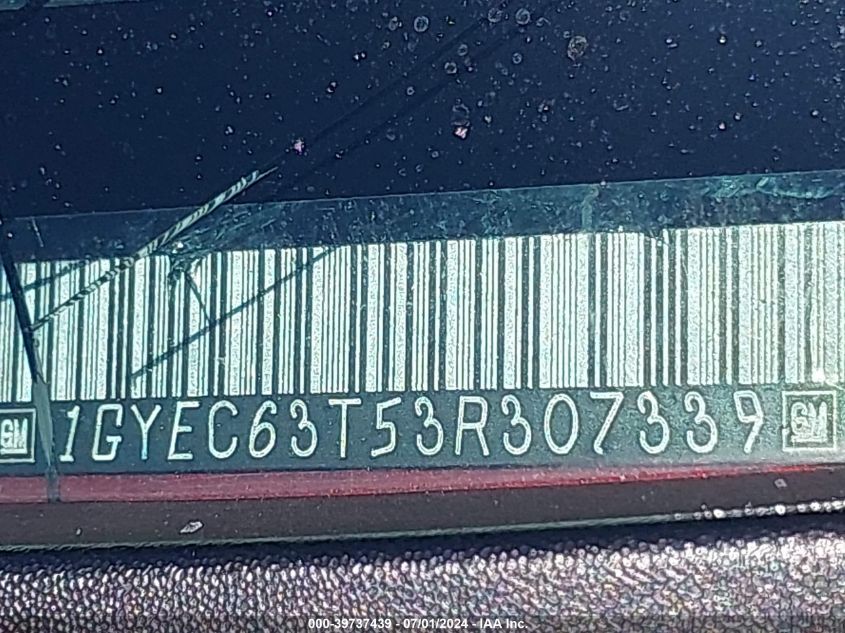 GM 1GYEC63T53R307339 GM
000-39737439 - 07/01/2024 - IAA Inc.